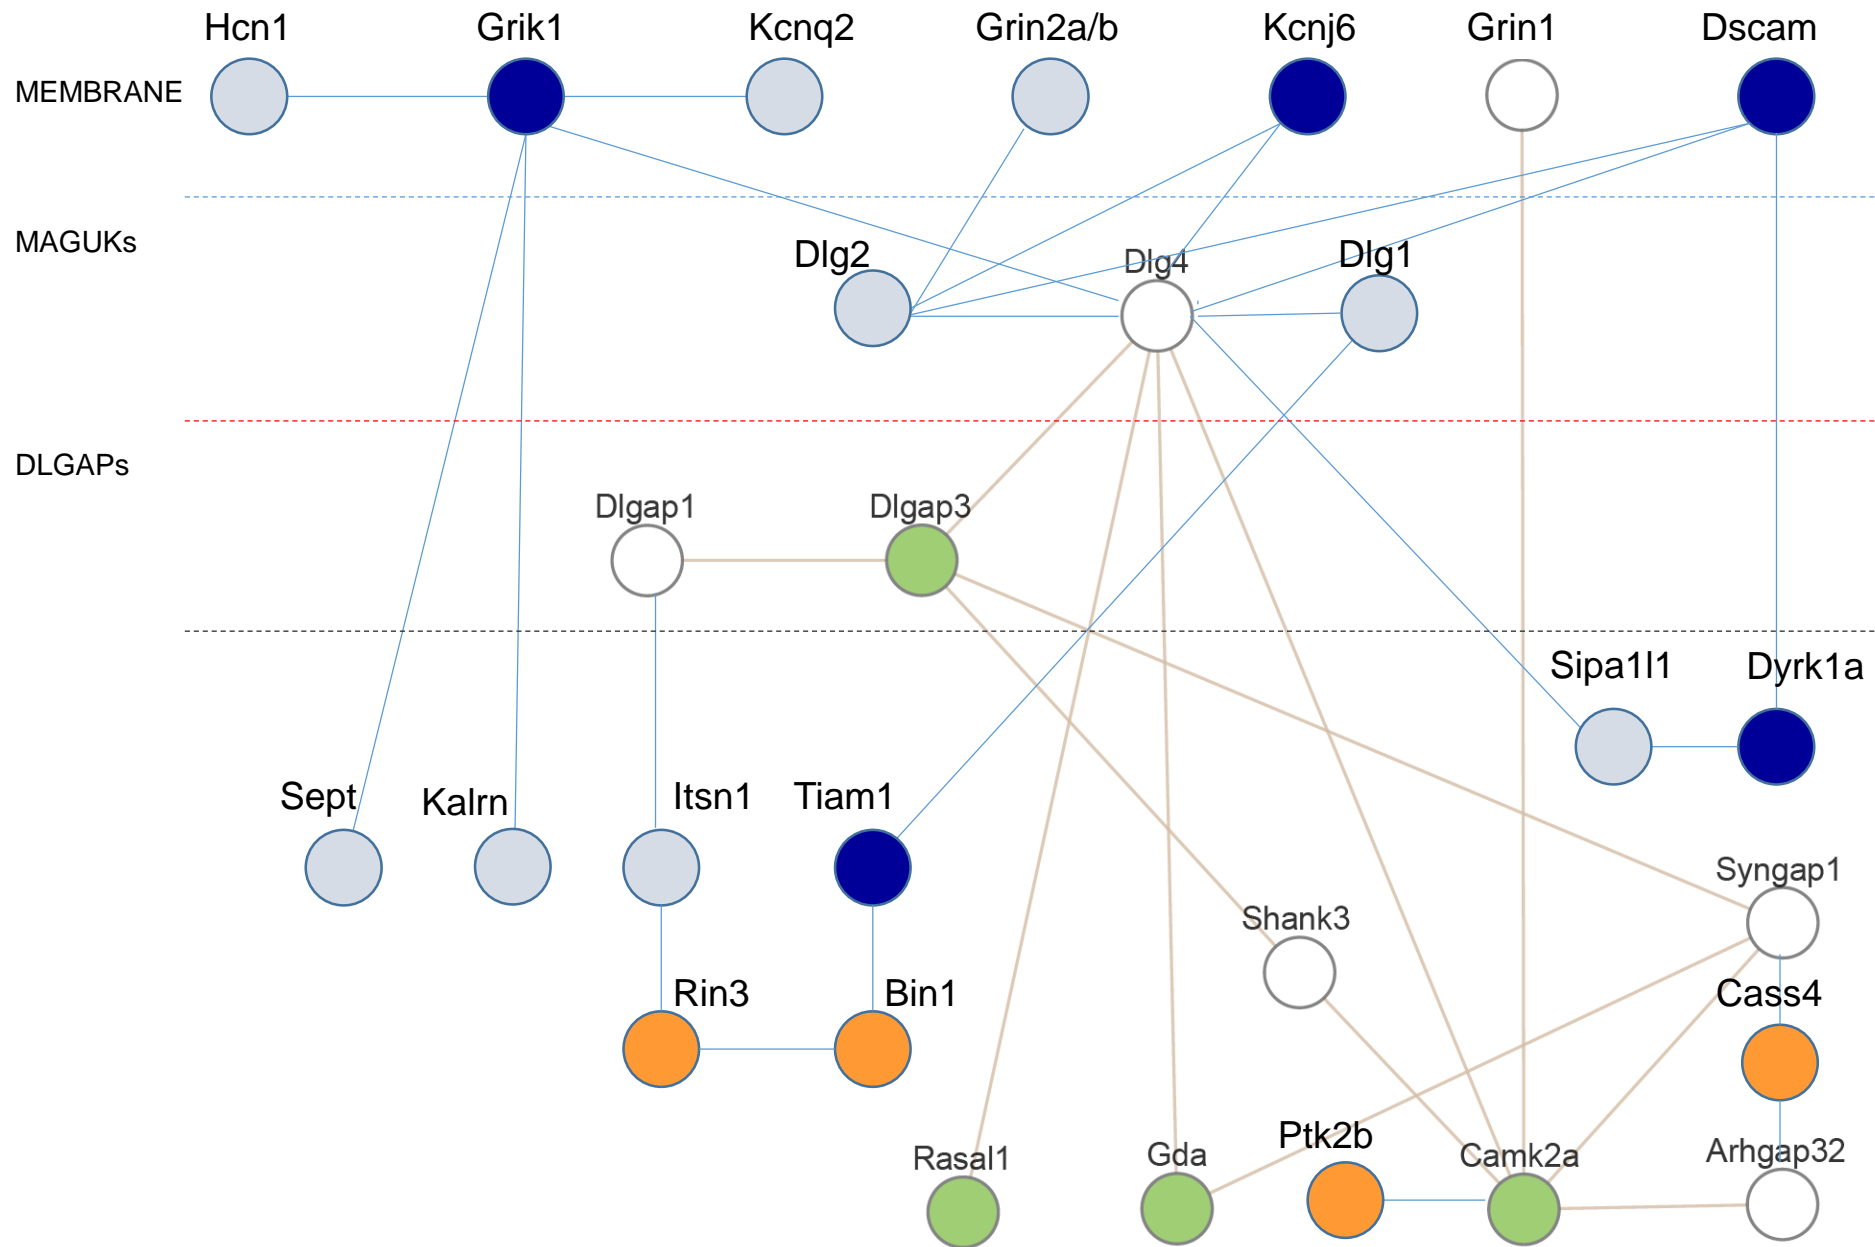 Hcn1 Grik1 Kcnq2 Grin2a/b Kcnj6 Grin1 Dscam
MEMBRANE
MAGUKs
Dlg2 Dlg4 Dlg1
DLGAPs
Dlgap1 Dlgap3
Sipa1l1 Dyrk1a
Sept Kalrn Itsn1 Tiam1
Syngap1
Shank3
Rin3 Bin1 Cass4
Ptk2b
Rasal1 Gda Camk2a Arhgap32